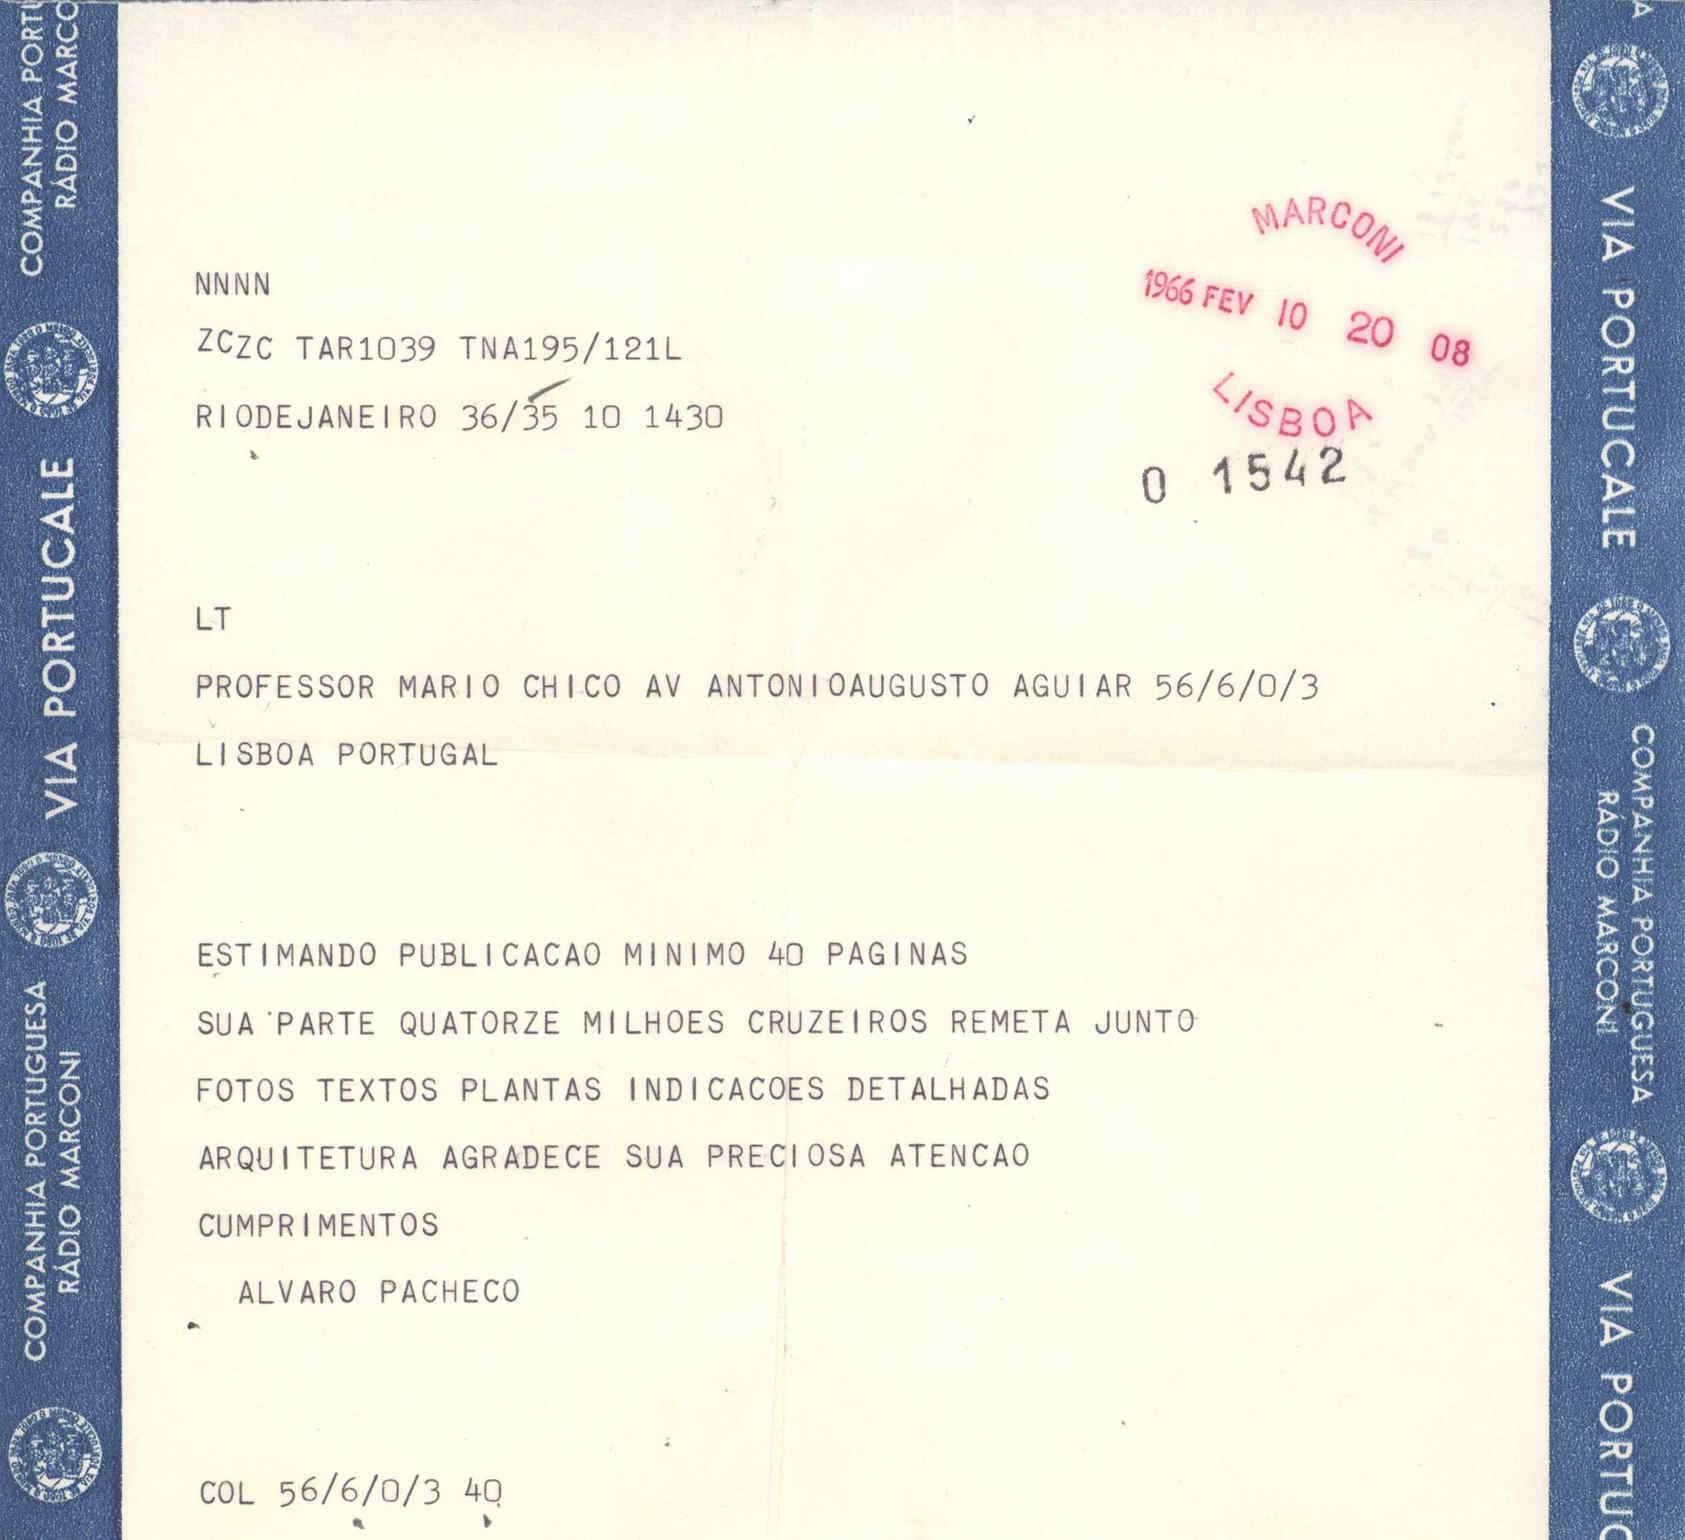 COMPANHIA PORTU
RÁDIO MARCO
VIA PORTUCALE
COMPANHIA PORTUGUESA
RÁDIO MARCONI
MARCONI
1966 FEV 10 20 08
LISBOA
O 1542
NNNN
ZCZC TAR1039 TNA195/121L
RIODEJANEIRO 36/35 10 1430
LT
PROFESSOR MARIO CHICO AV ANTONIOAUGUSTO AGUIAR 56/6/0/3
LISBOA PORTUGAL
ESTIMANDO PUBLICACAO MINIMO 40 PAGINAS
SUA PARTE QUATORZE MILHOES CRUZEIROS REMETA JUNTO
FOTOS TEXTOS PLANTAS INDICACOES DETALHADAS
ARQUITETURA AGRADECE SUA PRECIOSA ATENCAO
CUMPRIMENTOS
ALVARO PACHECO
COL 56/6/0/3 40
A
VIA PORTUCALE
COMPANHIA PORTUGUESA
RÁDIO MARCONI
VIA PORTUC